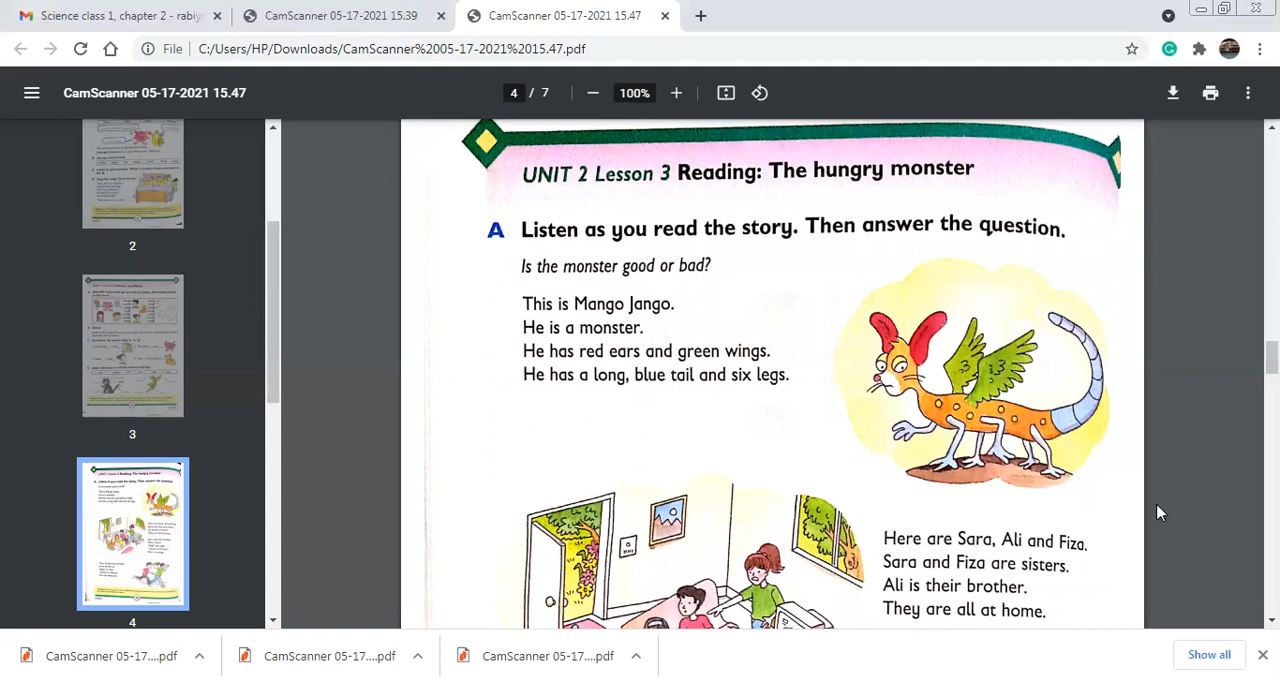 Science class 1, chapter 2 - rabiy
CamScanner 05-17-2021 15.39
CamScanner 05-17-2021 15.47
File
C:/Users/HP/Downloads/CamScanner%2005-17-2021%2015.47.pdf
CamScanner 05-17-2021 15.47
4 / 7
100%
2
3
4
UNIT 2 Lesson 3 Reading: The hungry monster
A Listen as you read the story. Then answer the question.
Is the monster good or bad?
This is Mango Jango.
He is a monster.
He has red ears and green wings.
He has a long, blue tail and six legs.
Here are Sara, Ali and Fiza.
Sara and Fiza are sisters.
Ali is their brother.
They are all at home.
CamScanner 05-17....pdf
CamScanner 05-17....pdf
CamScanner 05-17....pdf
Show all